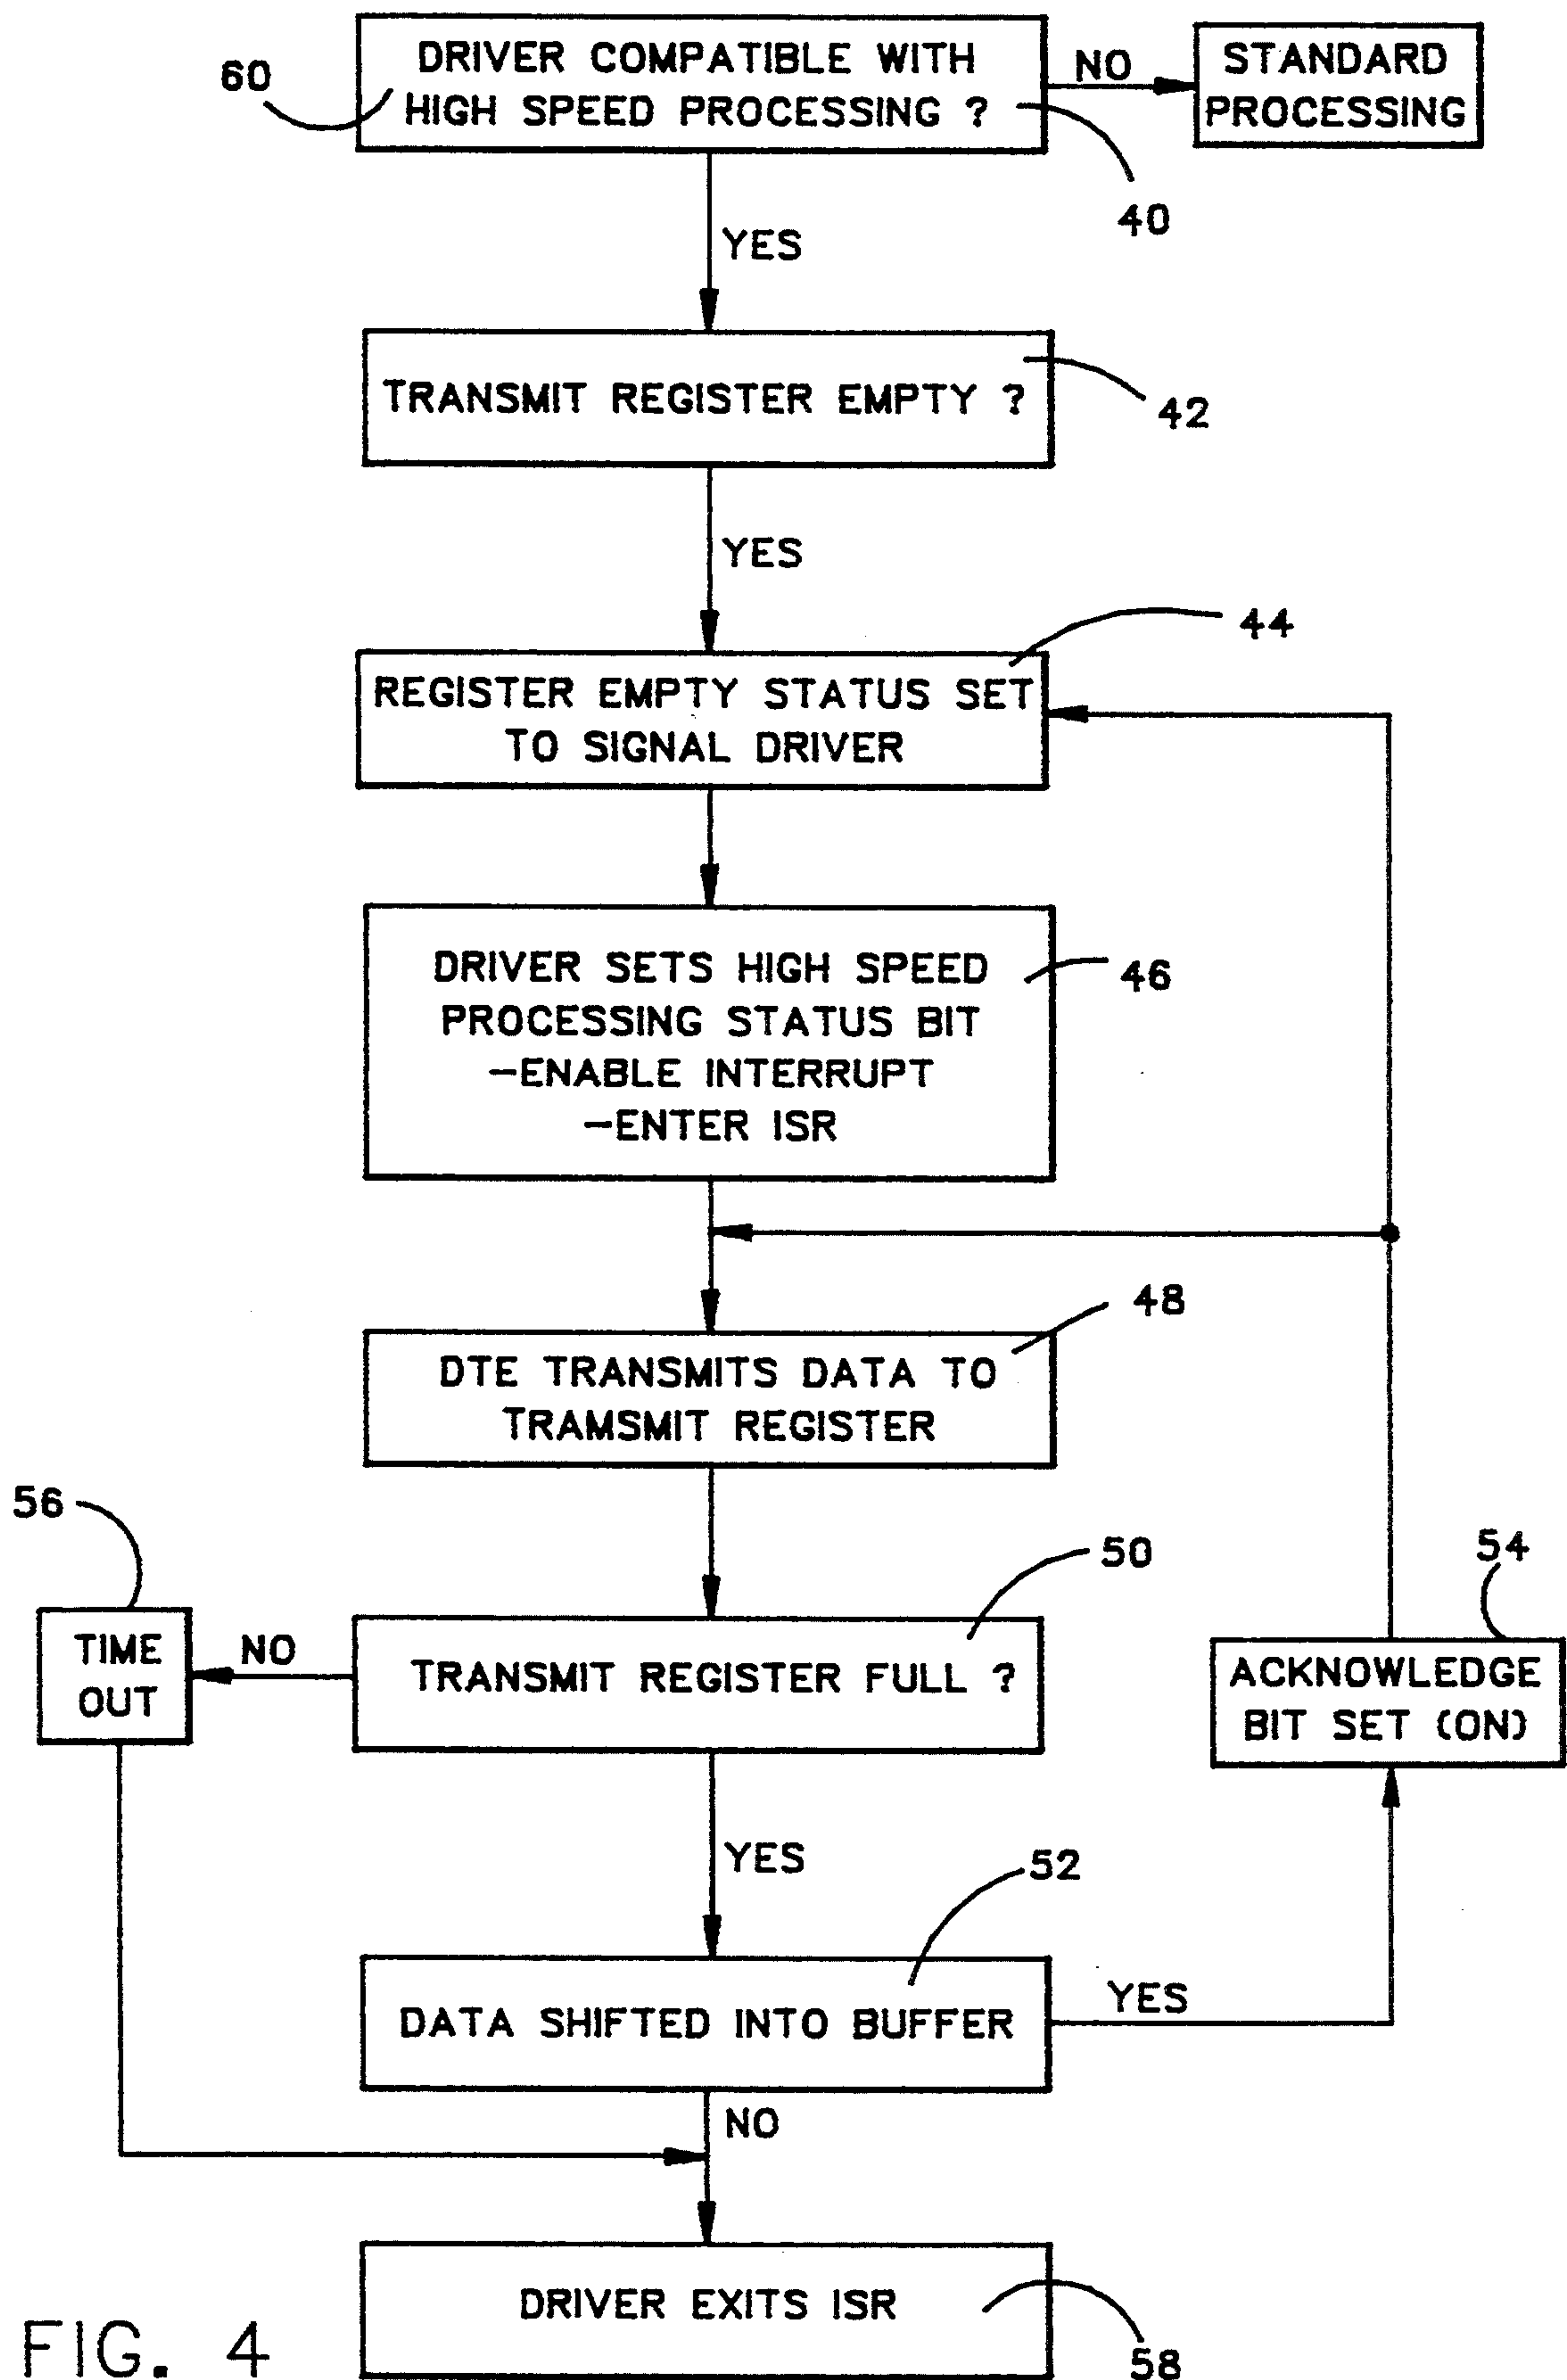 DRIVER COMPATIBLE WITH
HIGH SPEED PROCESSING ?
60
40
NO
STANDARD
PROCESSING
YES
TRANSMIT REGISTER EMPTY ?
42
YES
44
REGISTER EMPTY STATUS SET
TO SIGNAL DRIVER
DRIVER SETS HIGH SPEED
PROCESSING STATUS BIT
-ENABLE INTERRUPT
-ENTER ISR
46
48
DTE TRANSMITS DATA TO
TRAMSMIT REGISTER
56
50
54
TIME
OUT
NO
TRANSMIT REGISTER FULL ?
ACKNOWLEDGE
BIT SET (ON)
YES
52
DATA SHIFTED INTO BUFFER
YES
NO
DRIVER EXITS ISR
58
FIG. 4